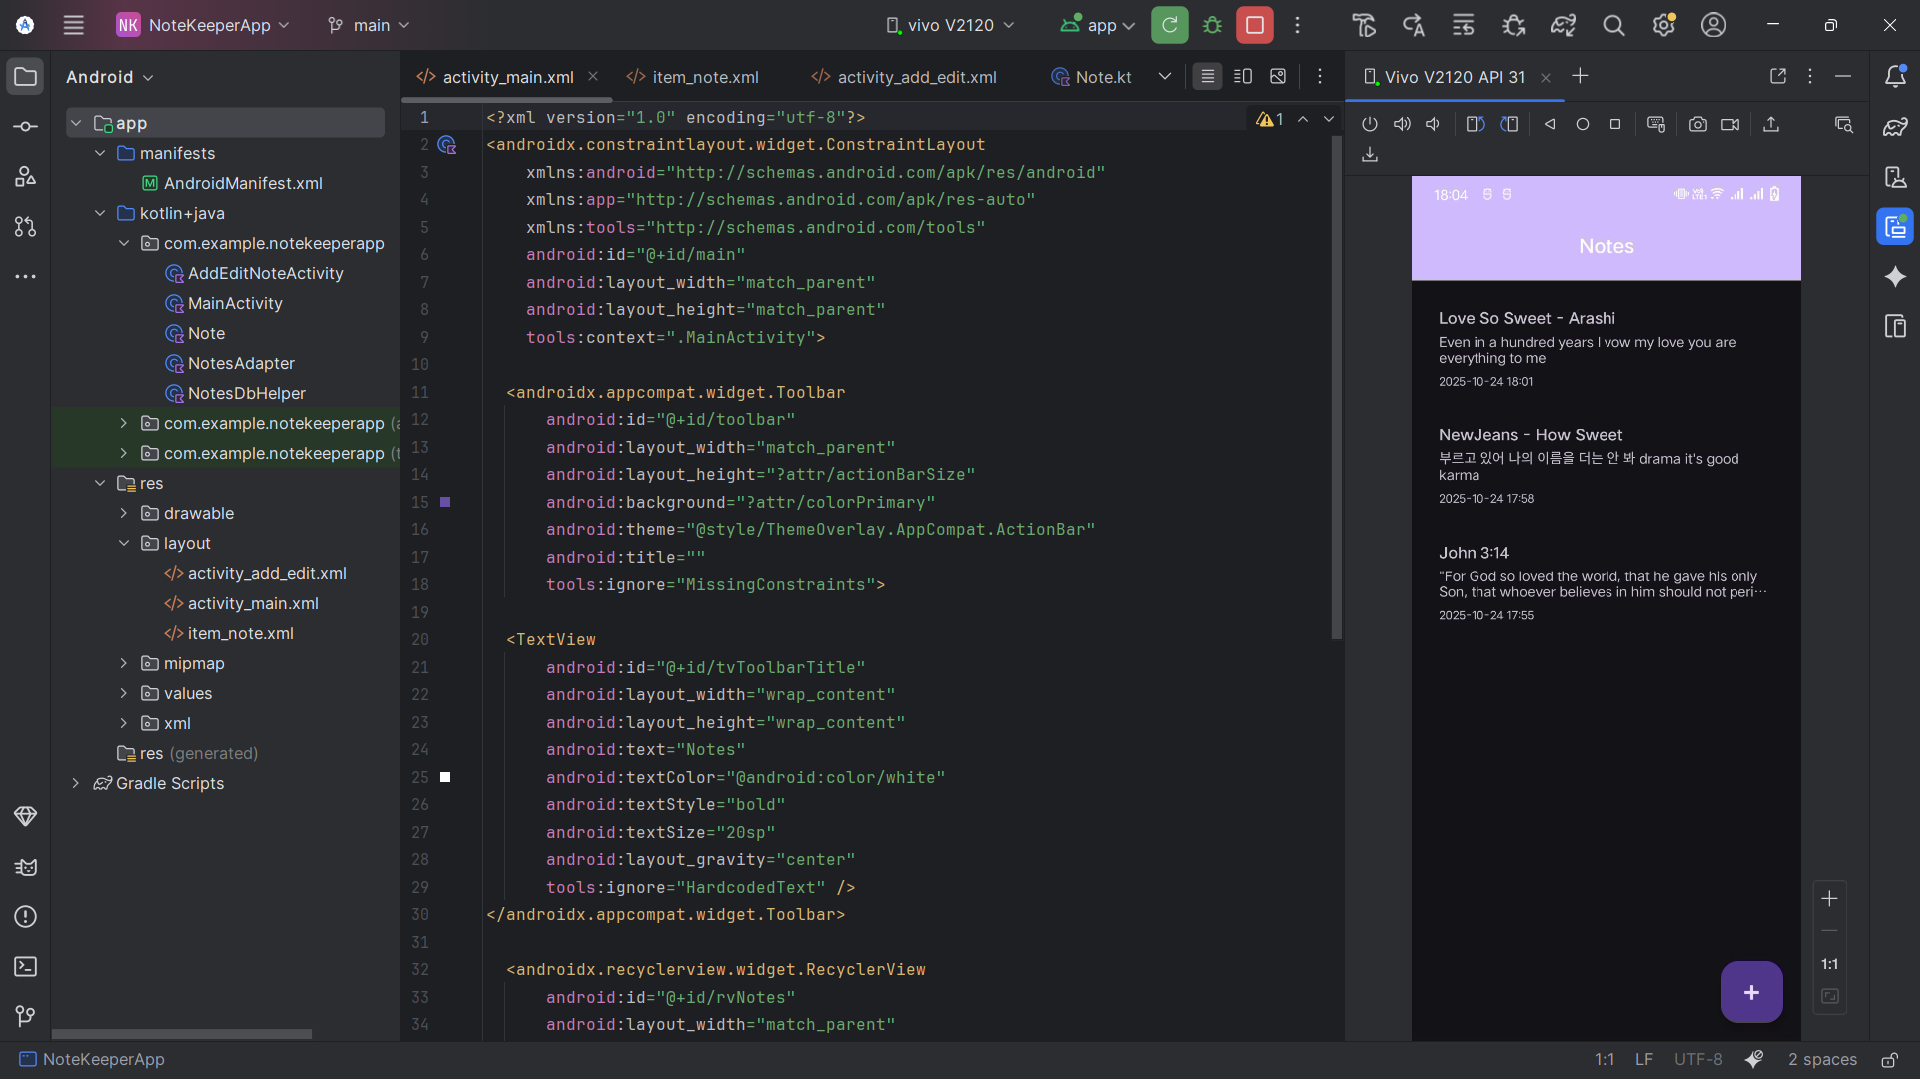 NK NoteKeeperApp
main
vivo V2120
app
Android
activity_main.xml
item_note.xml
activity_add_edit.xml
Note.kt
Vivo V2120 API 31
app
manifests
AndroidManifest.xml
kotlin+java
com.example.notekeeperapp
AddEditNoteActivity
MainActivity
Note
NotesAdapter
NotesDbHelper
com.example.notekeeperapp (a
com.example.notekeeperapp (t
res
drawable
layout
activity_add_edit.xml
activity_main.xml
item_note.xml
mipmap
values
xml
res (generated)
Gradle Scripts
1 <?xml version="1.0" encoding="utf-8"?>
2 <androidx.constraintlayout.widget.ConstraintLayout
3 xmlns:android="http://schemas.android.com/apk/res/android"
4 xmlns:app="http://schemas.android.com/apk/res-auto"
5 xmlns:tools="http://schemas.android.com/tools"
6 android:id="@+id/main"
7 android:layout_width="match_parent"
8 android:layout_height="match_parent"
9 tools:context=".MainActivity">
10
11 <androidx.appcompat.widget.Toolbar
12 android:id="@+id/toolbar"
13 android:layout_width="match_parent"
14 android:layout_height="?attr/actionBarSize"
15 android:background="?attr/colorPrimary"
16 android:theme="@style/ThemeOverlay.AppCompat.ActionBar"
17 android:title=""
18 tools:ignore="MissingConstraints">
19
20 <TextView
21 android:id="@+id/tvToolbarTitle"
22 android:layout_width="wrap_content"
23 android:layout_height="wrap_content"
24 android:text="Notes"
25 android:textColor="@android:color/white"
26 android:textStyle="bold"
27 android:textSize="20sp"
28 android:layout_gravity="center"
29 tools:ignore="HardcodedText" />
30 </androidx.appcompat.widget.Toolbar>
31
32 <androidx.recyclerview.widget.RecyclerView
33 android:id="@+id/rvNotes"
34 android:layout_width="match_parent"
1
18:04
Notes
Love So Sweet - Arashi
Even in a hundred years I vow my love you are
everything to me
2025-10-24 18:01
NewJeans - How Sweet
부르고 있어 나의 이름을 더는 안 봐 drama it's good
karma
2025-10-24 17:58
John 3:14
"For God so loved the world, that he gave his only
Son, that whoever believes in him should not peri…
2025-10-24 17:55
+
1:1
NoteKeeperApp
1:1
LF
UTF-8
2 spaces